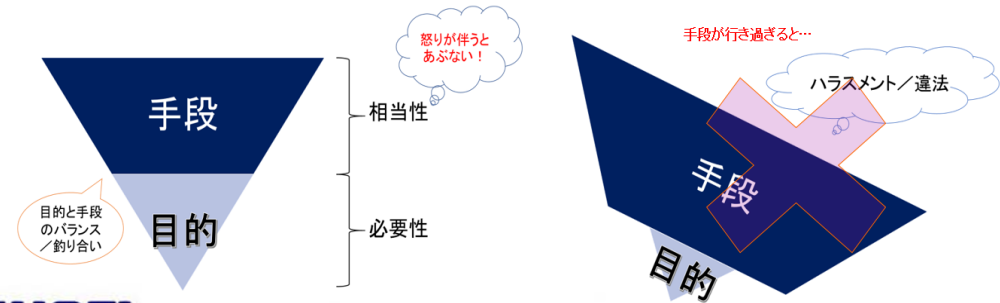 怒りが伴うと
あぶない！
手段
相当性
目的と手段
のバランス
／釣り合い
目的
必要性
手段が行き過ぎると…
ハラスメント／違法
手段
目的